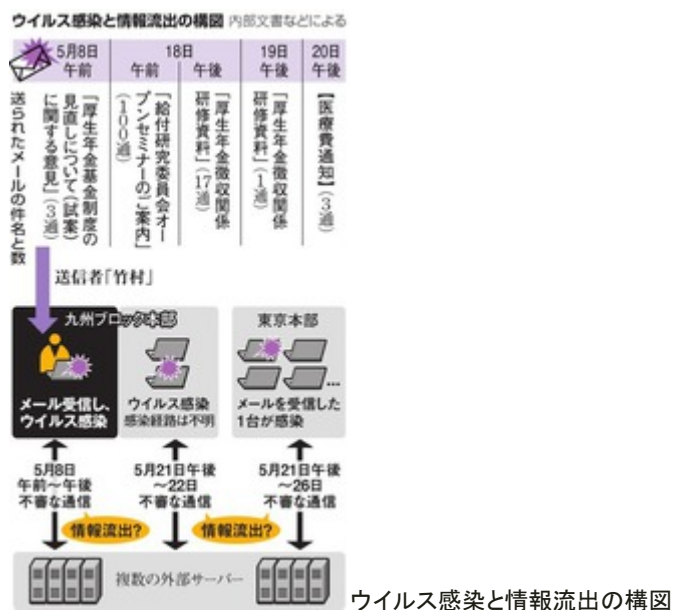 ウイルス感染と情報流出の構図 内部文書などによる
5月8日
午前
18日
午前
午後
19日
午後
20日
午後
送られたメールの件名と数
「厚生年金基金制度の
見直しについて(試案)
に関する意見」(3通)
「給付研究委員会オー
プンセミナーのご案内」
(100通)
「厚生年金徴収関係
研修資料」(17通)
「厚生年金徴収関係
研修資料」(1通)
【医療費通知】(3通)
送信者「竹村」
九州ブロック本部
メール受信し、
ウイルス感染
ウイルス感染
感染経路は不明
東京本部
...
メールを受信した
1台が感染
5月8日
午前~午後
不審な通信
5月21日午後
~22日
不審な通信
5月21日午後
~26日
不審な通信
情報流出?
情報流出?
複数の外部サーバー
ウイルス感染と情報流出の構図